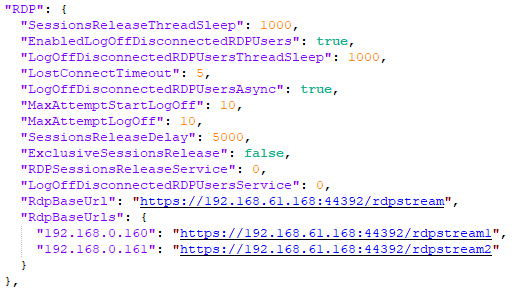 "RDP": {
"SessionsReleaseThreadSleep": 1000,
"EnabledLogOffDisconnectedRDPUsers": true,
"LogOffDisconnectedRDPUsersThreadSleep": 1000,
"LostConnectTimeout": 5,
"LogOffDisconnectedRDPUsersAsync": true,
"MaxAttemptStartLogOff": 10,
"MaxAttemptLogOff": 10,
"SessionsReleaseDelay": 5000,
"ExclusiveSessionsRelease": false,
"RDPSessionsReleaseService": 0,
"LogOffDisconnectedRDPUsersService": 0,
"RdpBaseUrl": "https://192.168.61.168:44392/rdpstream",
"RdpBaseUrls": {
"192.168.0.160": "https://192.168.61.168:44392/rdpstream1",
"192.168.0.161": "https://192.168.61.168:44392/rdpstream2"
}
},